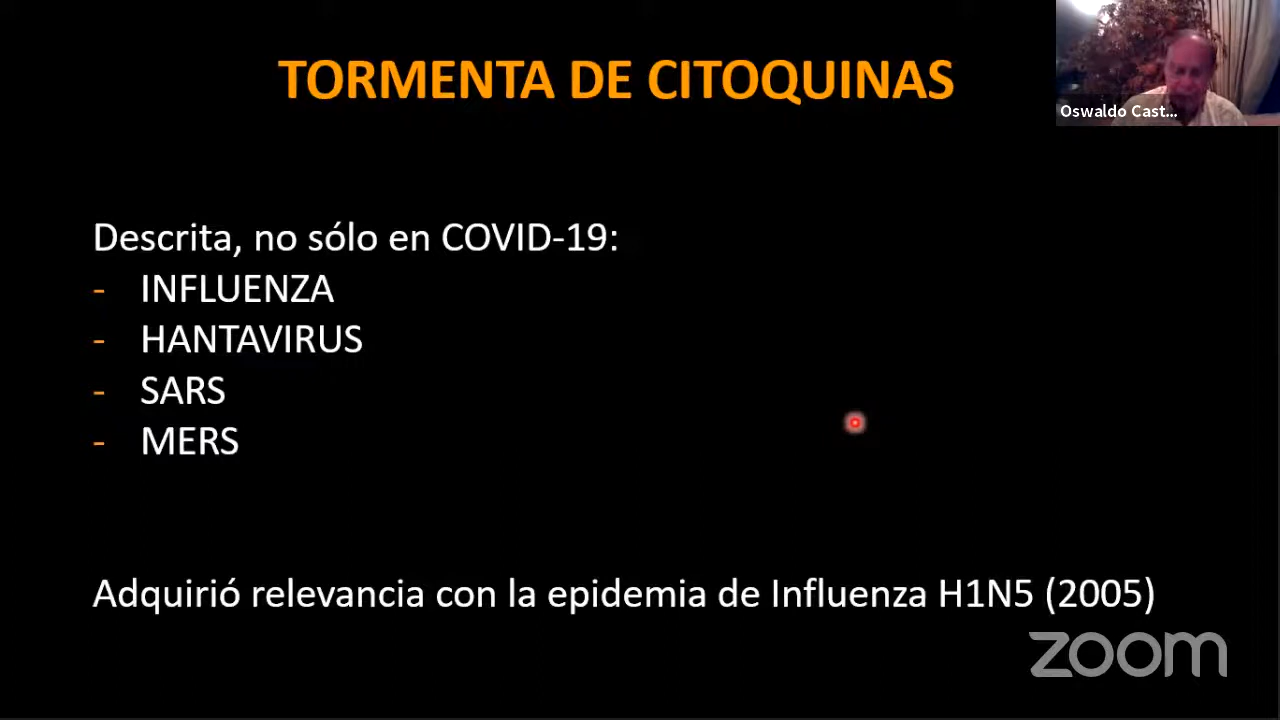 TORMENTA DE CITOQUINAS
Oswaldo Cast...
Descrita, no sólo en COVID-19:
- INFLUENZA
- HANTAVIRUS
- SARS
- MERS
Adquirió relevancia con la epidemia de Influenza H1N5 (2005)
zoom